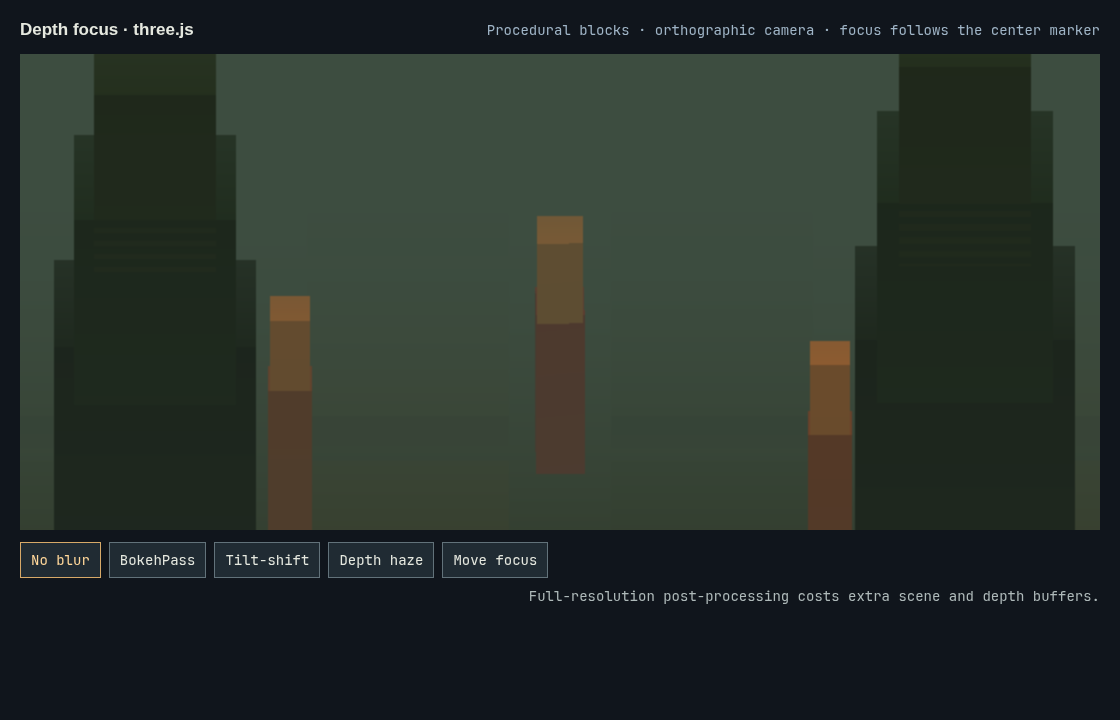 Depth focus · three.js
Procedural blocks · orthographic camera · focus follows the center marker
No blur
BokehPass
Tilt-shift
Depth haze
Move focus
Full-resolution post-processing costs extra scene and depth buffers.